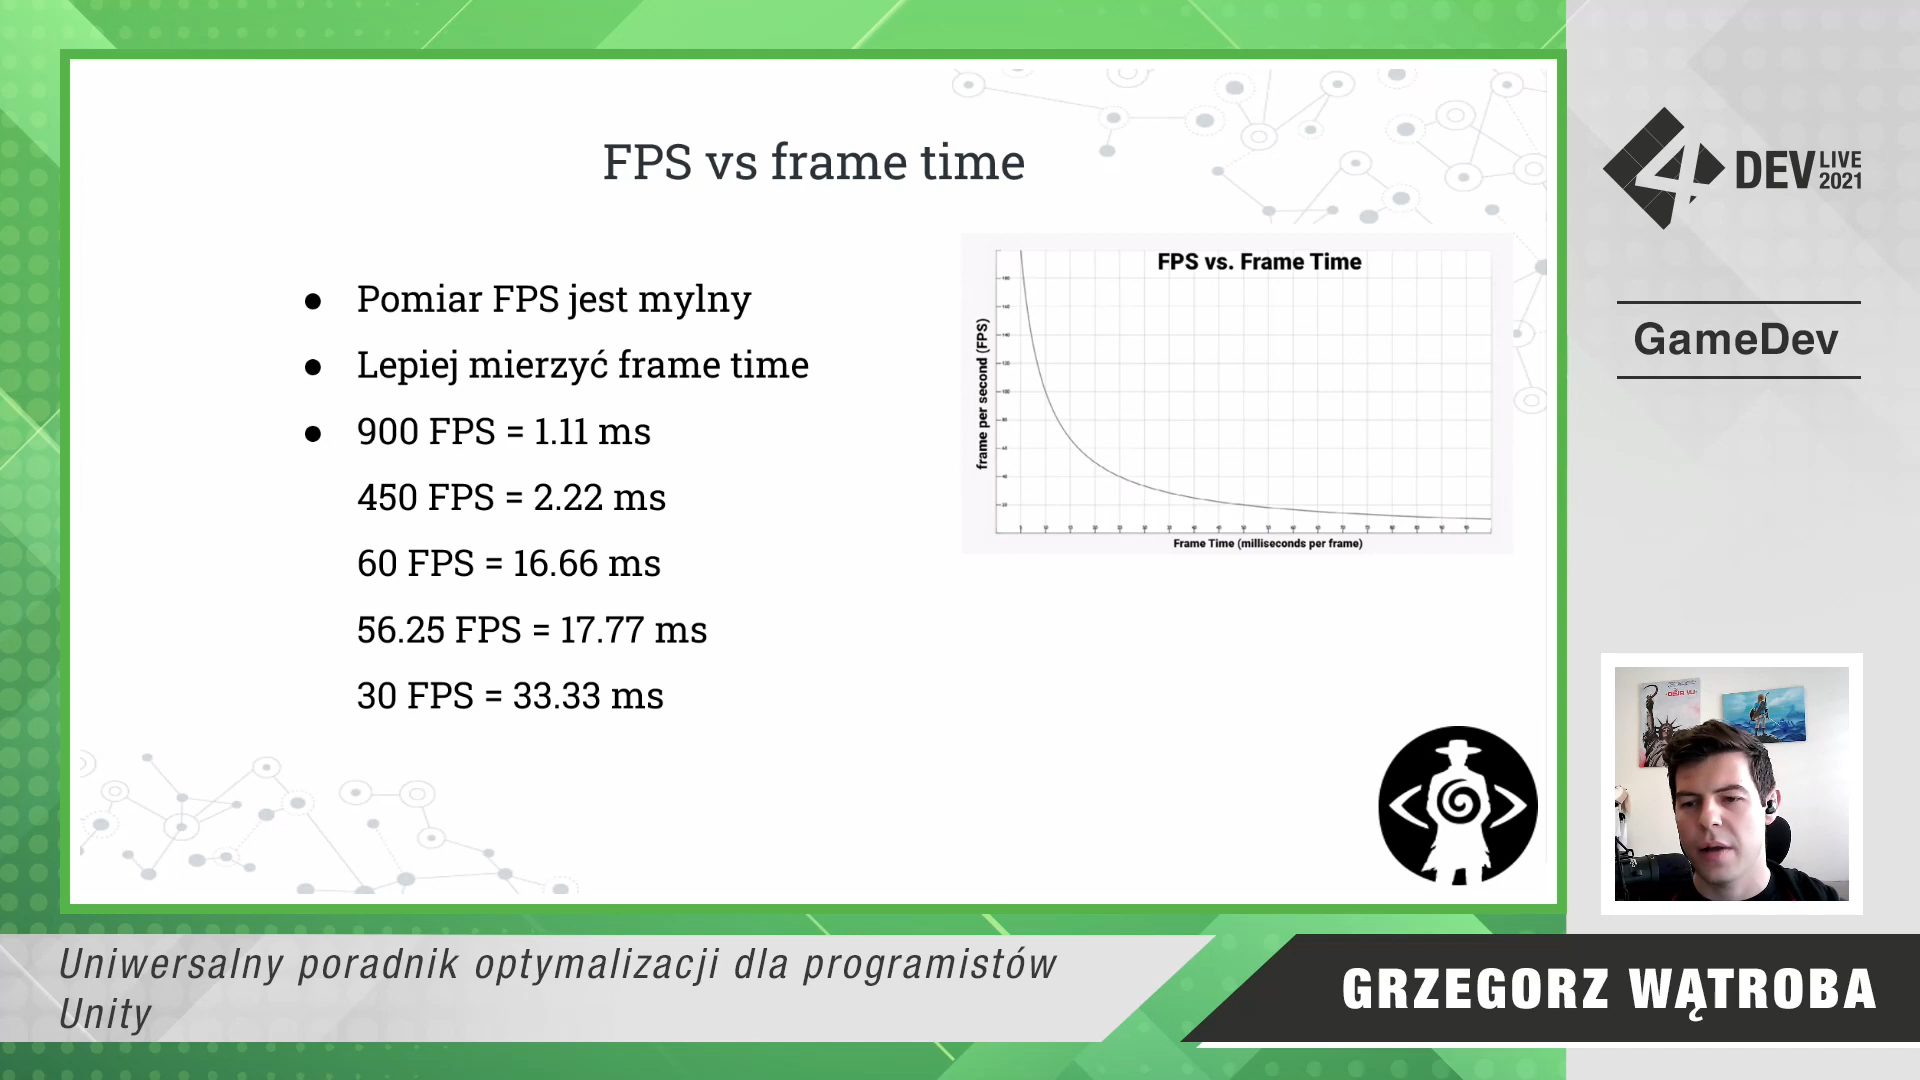 FPS vs frame time
Pomiar FPS jest mylny
Lepiej mierzyć frame time
900 FPS = 1.11 ms
450 FPS = 2.22 ms
60 FPS = 16.66 ms
56.25 FPS = 17.77 ms
30 FPS = 33.33 ms
FPS vs. Frame Time
frame per second (FPS)
Frame Time (milliseconds per frame)
4 DEV LIVE 2021
GameDev
Uniwersalny poradnik optymalizacji dla programistów
Unity
GRZEGORZ WĄTROBA